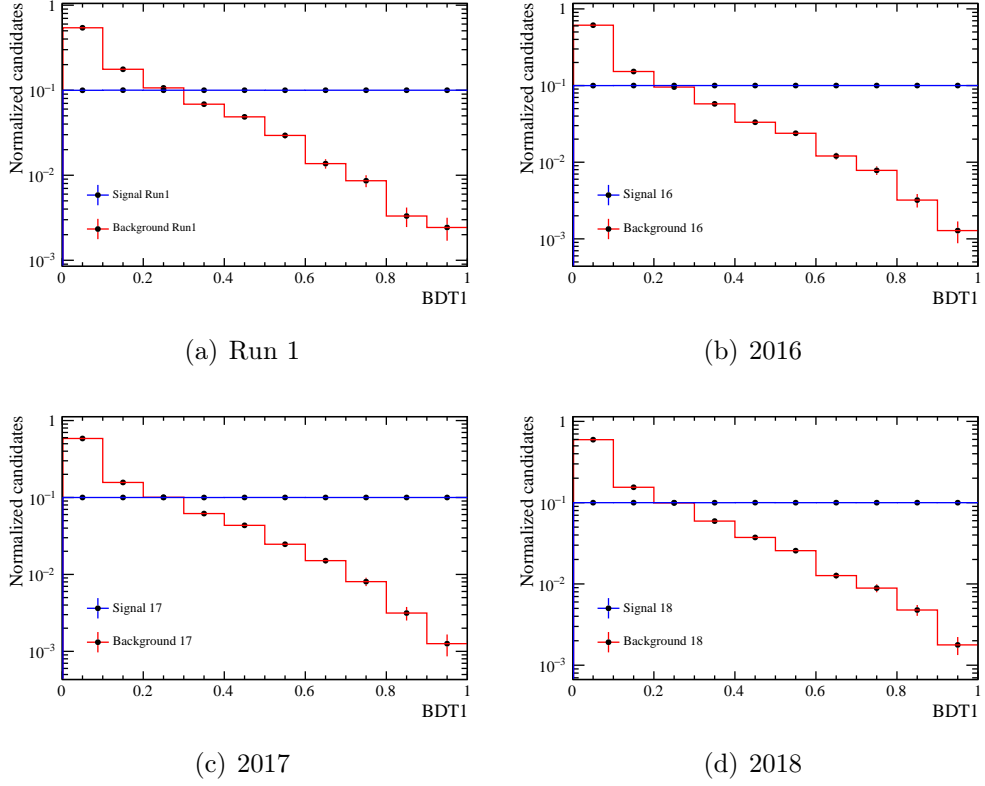 Normalized candidates
1
10⁻¹
10⁻²
10⁻³
Signal Run1
Background Run1
0 0.2 0.4 0.6 0.8 1
BDT1
(a) Run 1
Normalized candidates
1
10⁻¹
10⁻²
10⁻³
Signal 16
Background 16
0 0.2 0.4 0.6 0.8 1
BDT1
(b) 2016
Normalized candidates
1
10⁻¹
10⁻²
10⁻³
Signal 17
Background 17
0 0.2 0.4 0.6 0.8 1
BDT1
(c) 2017
Normalized candidates
1
10⁻¹
10⁻²
10⁻³
Signal 18
Background 18
0 0.2 0.4 0.6 0.8 1
BDT1
(d) 2018